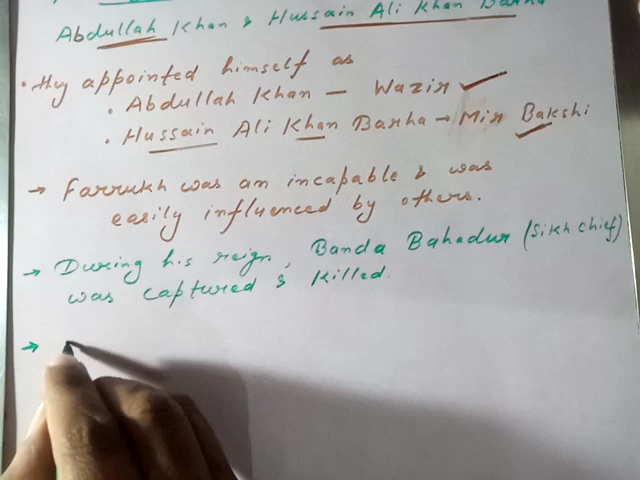 Abdullah Khan & Hussain Ali Khan Barha
• they appointed himself as
• Abdullah Khan – Wazir ✓
• Hussain Ali Khan Barha → Mir Bakshi
→ Farrukh was an incapable & was
easily influenced by others.
→ During his reign, Banda Bahadur (Sikh chief)
was captured & killed.
→